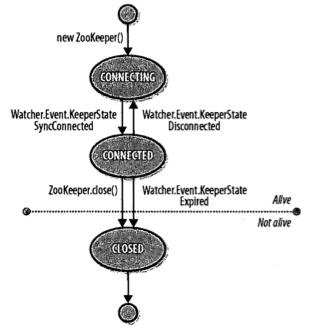 new ZooKeeper()
CONNECTING
Watcher.Event.KeeperState
SyncConnected
Watcher.Event.KeeperState
Disconnected
CONNECTED
ZooKeeper.close()
Watcher.Event.KeeperState
Expired
Alive
Not alive
CLOSED